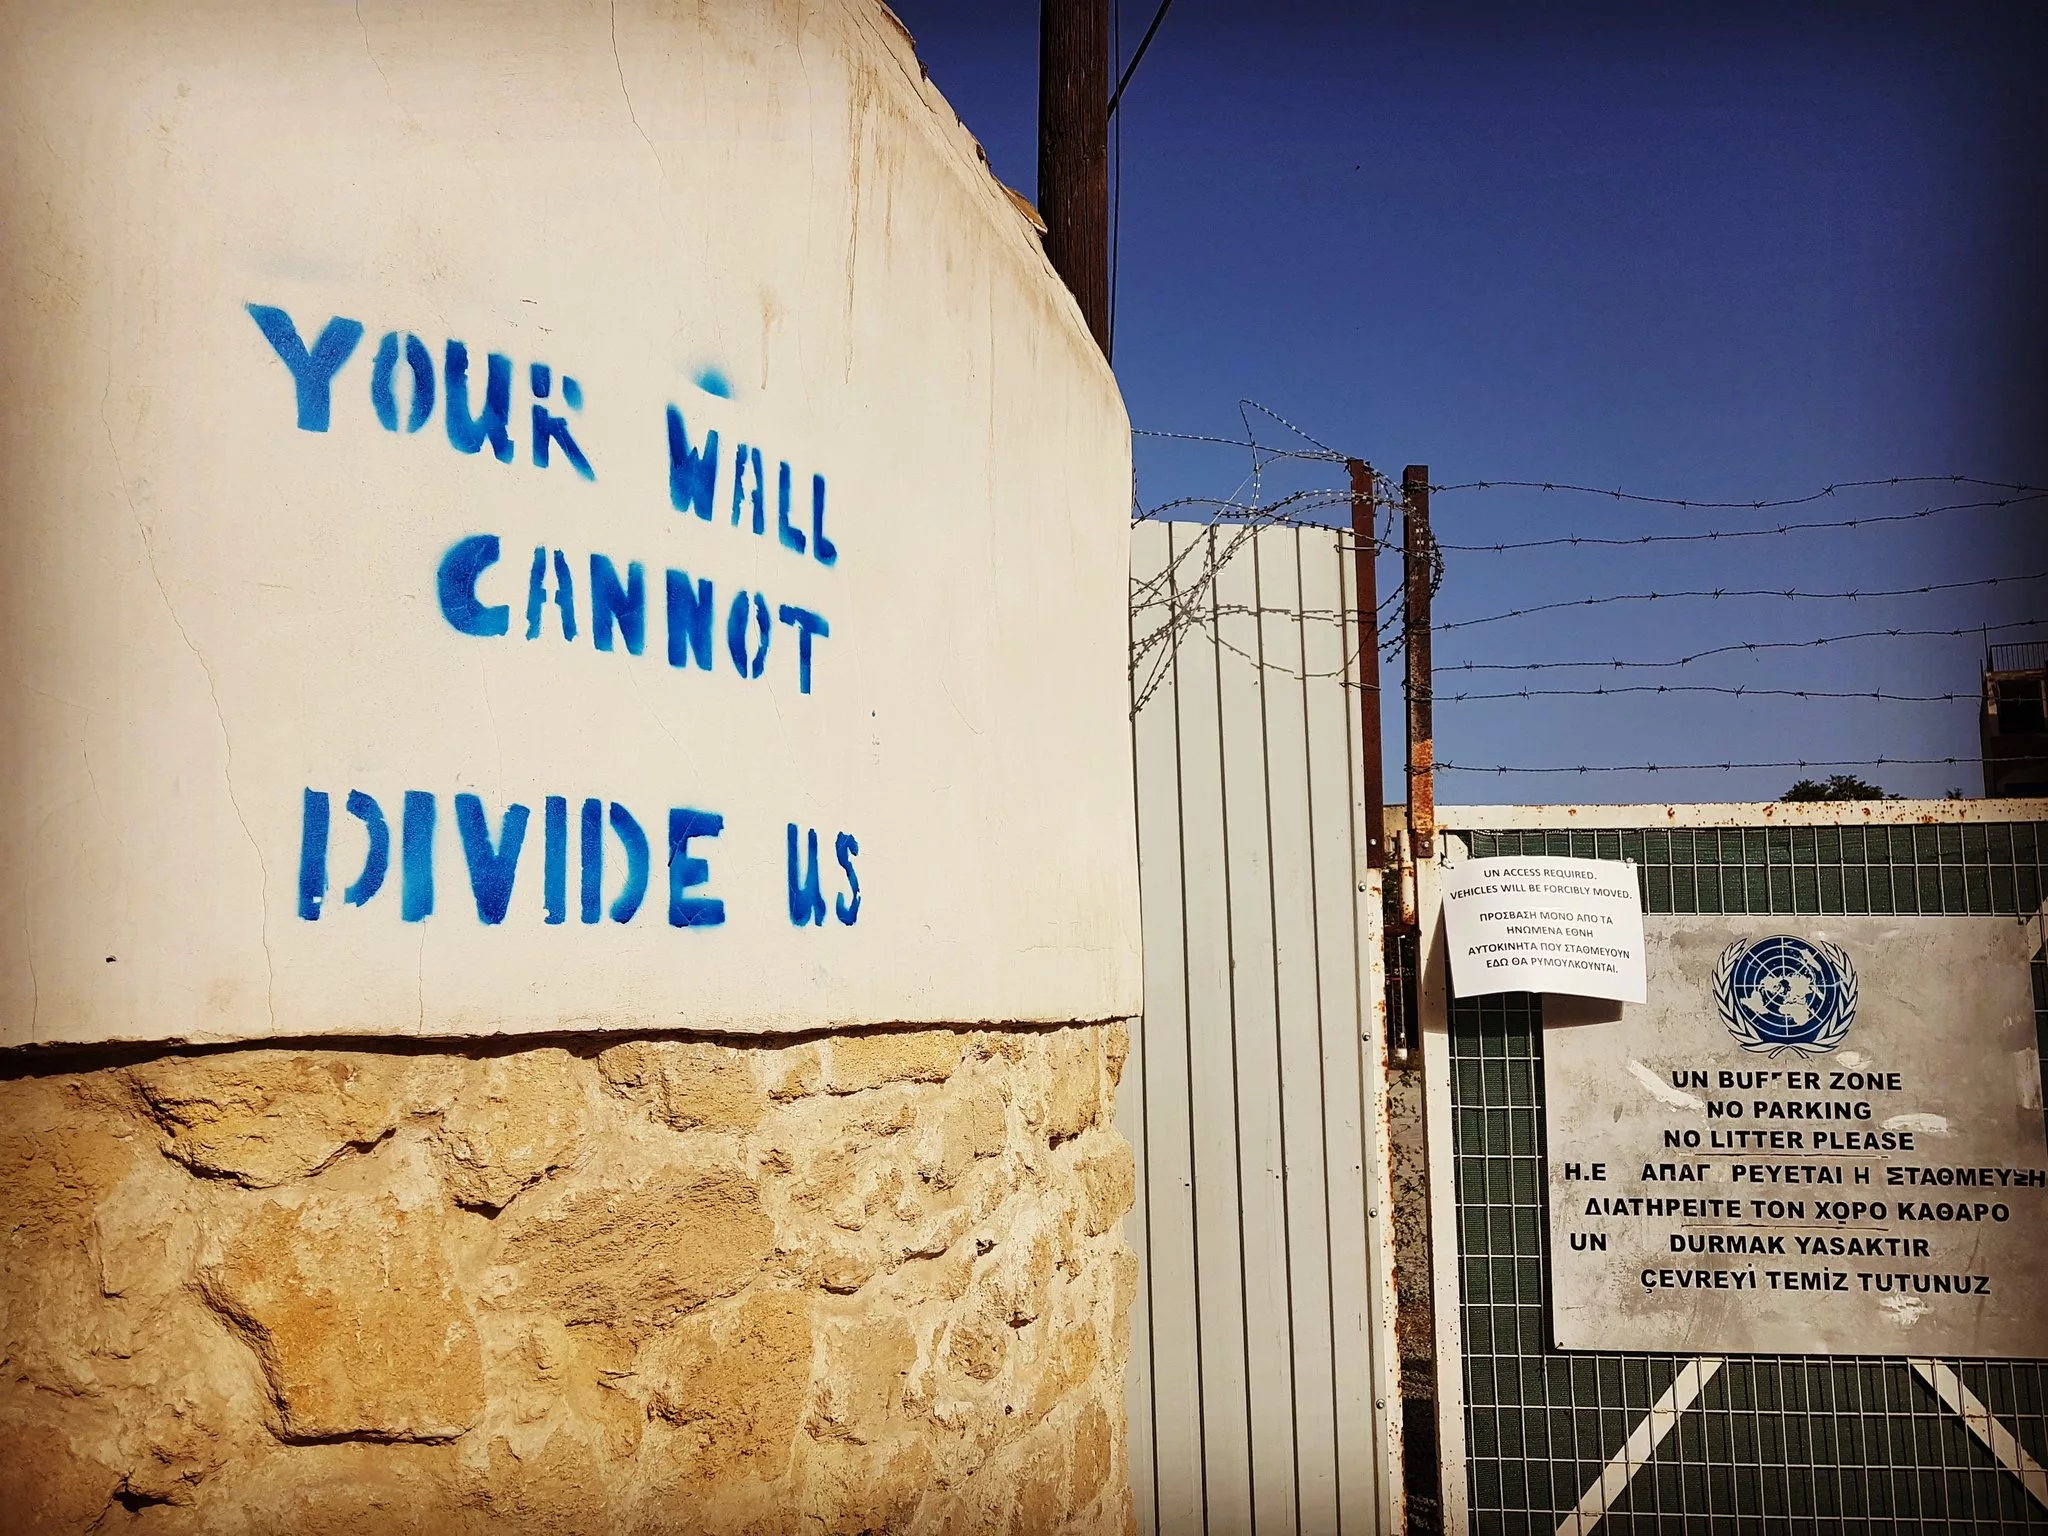 YOUR WALL
CANNOT
DIVIDE US
UN ACCESS REQUIRED.
VEHICLES WILL BE FORCIBLY MOVED.
ΠΡΟΣΒΑΣΗ ΜΟΝΟ ΑΠΟ ΤΑ
ΗΝΩΜΕΝΑ ΕΘΝΗ
ΑΥΤΟΚΙΝΗΤΑ ΠΟΥ ΣΤΑΘΜΕΥΟΥΝ
ΕΔΩ ΘΑ ΡΥΜΟΥΛΚΟΥΝΤΑΙ.
UN BUFFER ZONE
NO PARKING
NO LITTER PLEASE
Η.Ε ΑΠΑΓ ΡΕΥΕΤΑΙ Η ΣΤΑΘΜΕΥΣΗ
ΔΙΑΤΗΡΕΙΤΕ ΤΟΝ ΧΩΡΟ ΚΑΘΑΡΟ
UN DURMAK YASAKTIR
ÇEVREYİ TEMİZ TUTUNUZ